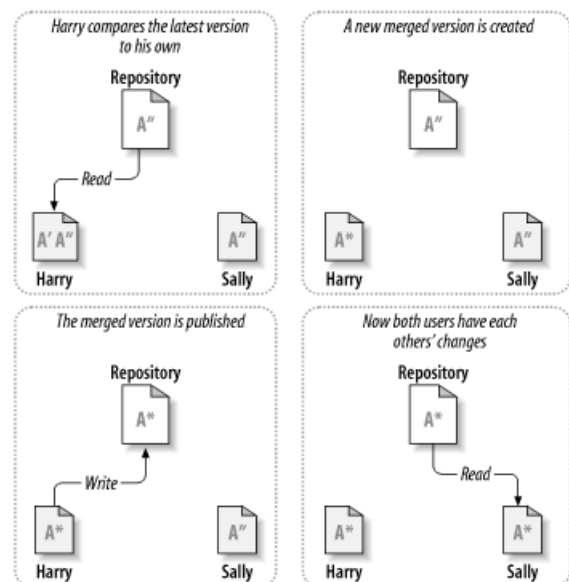 Harry compares the latest version
to his own
Repository
A″
Read
A′ A″
A″
Harry
Sally
A new merged version is created
Repository
A″
A*
A″
Harry
Sally
The merged version is published
Repository
A*
Write
A*
A″
Harry
Sally
Now both users have each
others’ changes
Repository
A*
Read
A*
A*
Harry
Sally